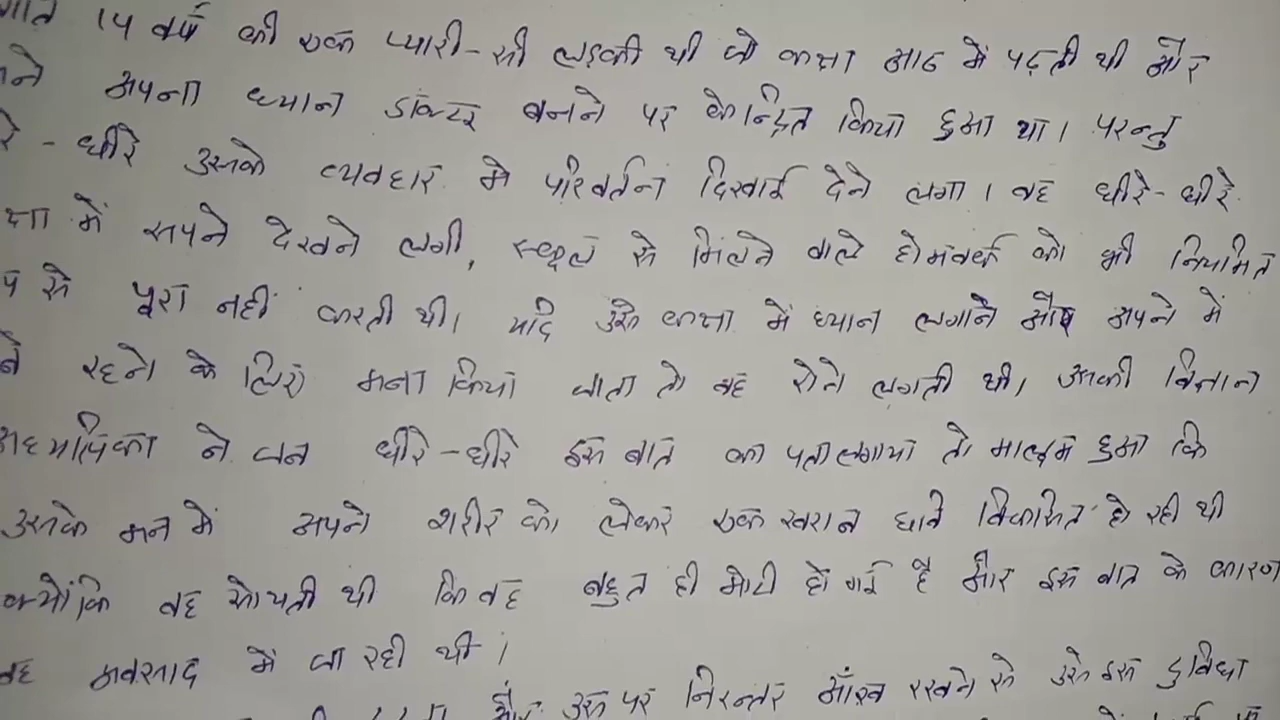 14 वर्ष की एक प्यारी-सी लड़की थी जो कक्षा आठ में पढ़ती थी और
अपना ध्यान डॉक्टर बनने पर केन्द्रित किया हुआ था। परन्तु
- धीरे उसके व्यवहार मे परिवर्तन दिखाई देने लगा। वह धीरे-धीरे
में सपने देखने लगी, स्कूल से मिलने वाले होमवर्क को भी नियमित
से पूरा नहीं करती थी। यदि उसे कक्षा में ध्यान लगाने और अपने में
रहने के लिए मना किया जाता तो वह रोने लगती थी। उसकी विज्ञान
अध्यापिका ने जब धीरे-धीरे इस बात का पता लगाया तो मालूम हुआ कि
उसके मन में अपने शरीर को लेकर एक खराब विकसित हो रही थी
क्योंकि वह सोचती थी कि वह बहुत ही मोटी हो गई है और इस बात के कारण
वह अवसाद में जा रही थी।
उस पर निरन्तर आँख रखने से उसे इस दुविधा